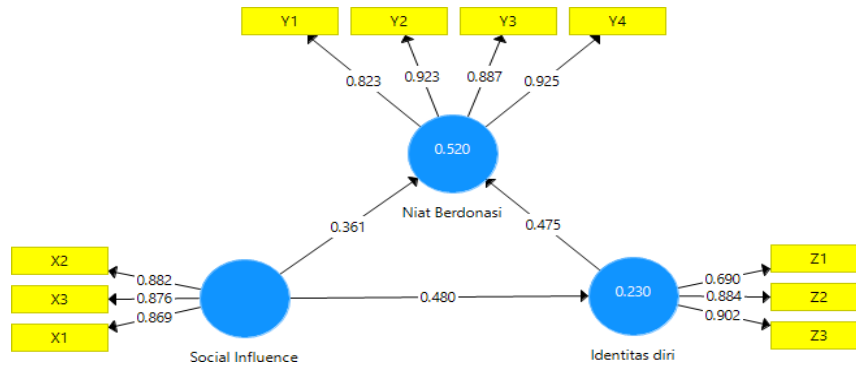 Y1 Y2 Y3 Y4
0.823 0.923 0.887 0.925
0.520
Niat Berdonasi
0.361 0.475
X2 0.882
X3 0.876
X1 0.869
Social Influence
0.480
0.230
Identitas diri
0.690 Z1
0.884 Z2
0.902 Z3